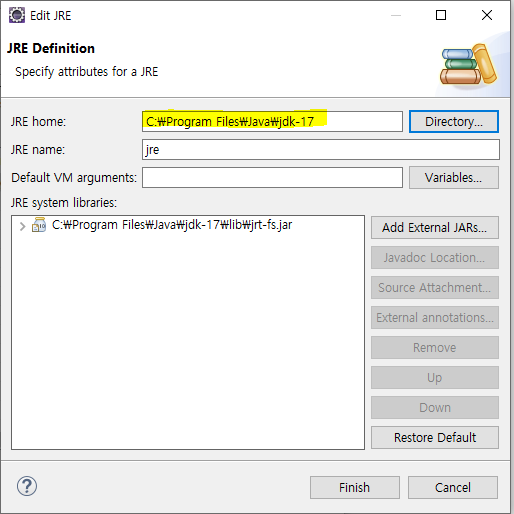 Edit JRE
JRE Definition
Specify attributes for a JRE
JRE home:
C:₩Program Files₩Java₩jdk-17
Directory...
JRE name:
jre
Default VM arguments:
Variables...
JRE system libraries:
C:₩Program Files₩Java₩jdk-17₩lib₩jrt-fs.jar
Add External JARs...
Javadoc Location...
Source Attachment...
External annotations...
Remove
Up
Down
Restore Default
?
Finish
Cancel